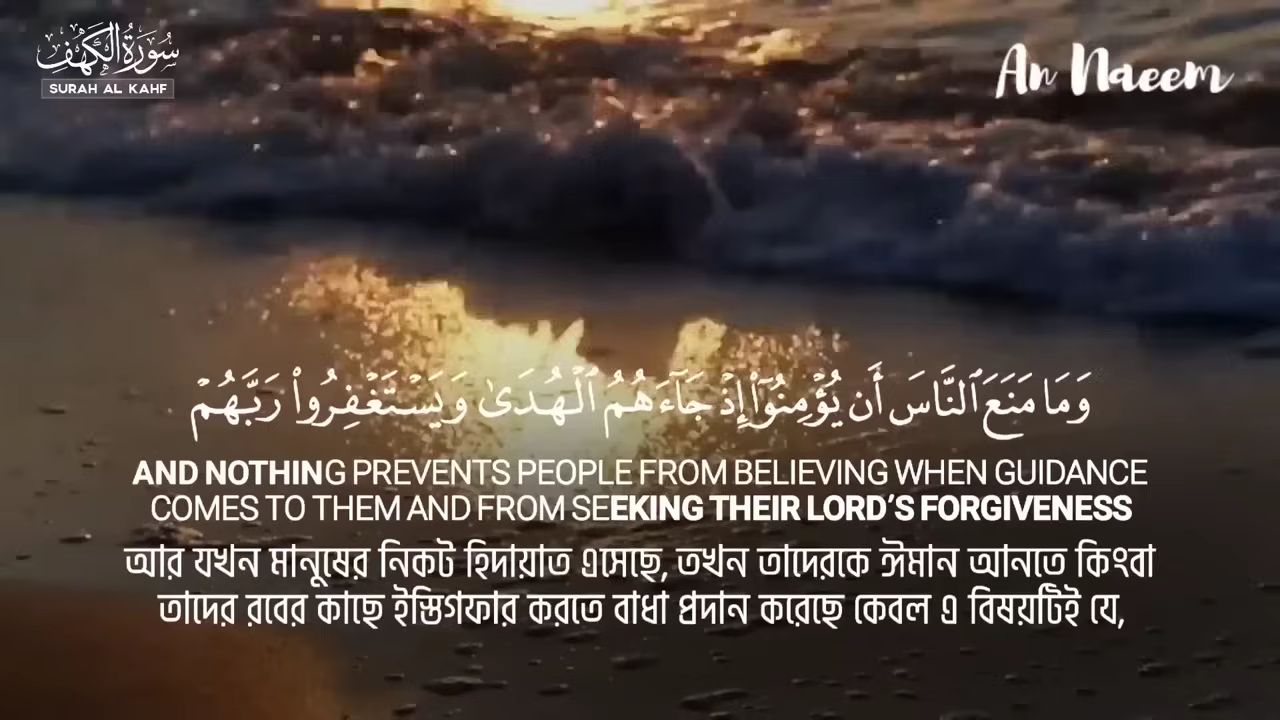 سُورَةُ الكَهْفِ
SURAH AL KAHF
An Naeem
وَمَا مَنَعَ ٱلنَّاسَ أَن يُؤْمِنُوٓا۟ إِذْ جَآءَهُمُ ٱلْهُدَىٰ وَيَسْتَغْفِرُوا۟ رَبَّهُمْ
AND NOTHING PREVENTS PEOPLE FROM BELIEVING WHEN GUIDANCE
COMES TO THEM AND FROM SEEKING THEIR LORD’S FORGIVENESS
আর যখন মানুষের নিকট হিদায়াত এসেছে, তখন তাদেরকে ঈমান আনতে কিংবা
তাদের রবের কাছে ইস্তিগফার করতে বাধা প্রদান করেছে কেবল এ বিষয়টিই যে,